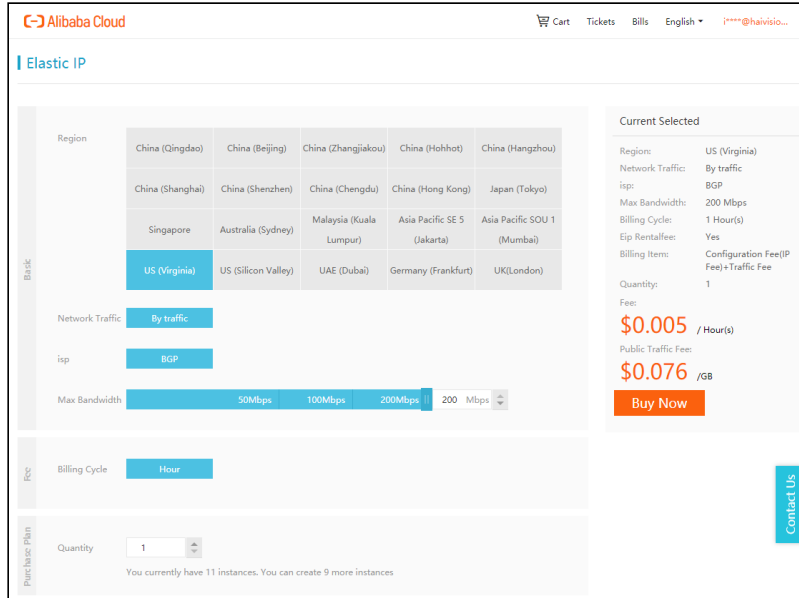 Alibaba Cloud
Cart Tickets Bills English i****@haivisio...
Elastic IP
Basic
Region
China (Qingdao) China (Beijing) China (Zhangjiakou) China (Hohhot) China (Hangzhou)
China (Shanghai) China (Shenzhen) China (Chengdu) China (Hong Kong) Japan (Tokyo)
Singapore Australia (Sydney) Malaysia (Kuala Lumpur) Asia Pacific SE 5 (Jakarta) Asia Pacific SOU 1 (Mumbai)
US (Virginia) US (Silicon Valley) UAE (Dubai) Germany (Frankfurt) UK(London)
Network Traffic By traffic
isp BGP
Max Bandwidth 50Mbps 100Mbps 200Mbps 200 Mbps
Fee
Billing Cycle Hour
Purchase Plan
Quantity 1
You currently have 11 instances. You can create 9 more instances
Current Selected
Region: US (Virginia)
Network Traffic: By traffic
isp: BGP
Max Bandwidth: 200 Mbps
Billing Cycle: 1 Hour(s)
Eip Rentalfee: Yes
Billing Item: Configuration Fee(IP
Fee)+Traffic Fee
Quantity: 1
Fee:
$0.005 / Hour(s)
Public Traffic Fee:
$0.076 /GB
Buy Now
Contact Us